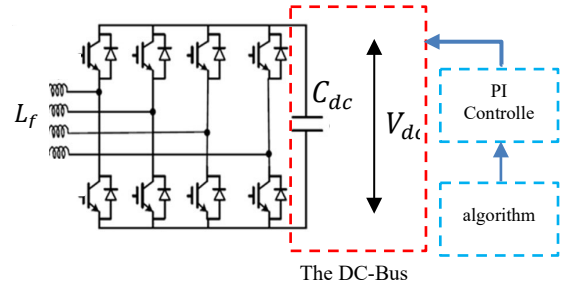 L_f
C_dc
V_dc
PI
Controlle
algorithm
The DC-Bus